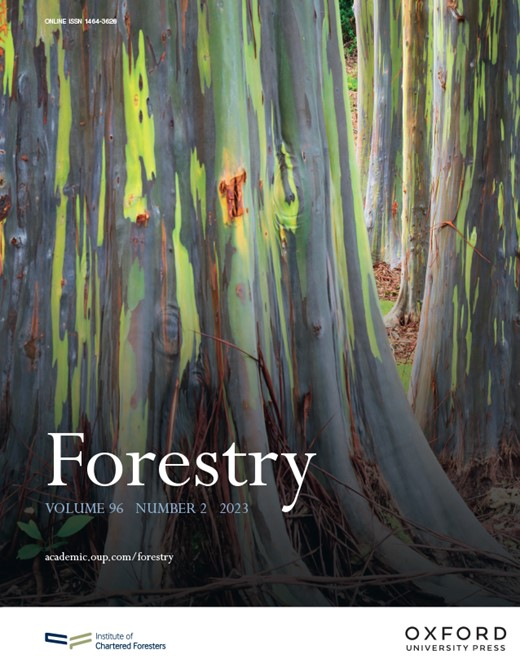 ONLINE ISSN 1464-3626
Forestry
VOLUME 96 NUMBER 2 2023
academic.oup.com/forestry
Institute of
Chartered Foresters
OXFORD
UNIVERSITY PRESS